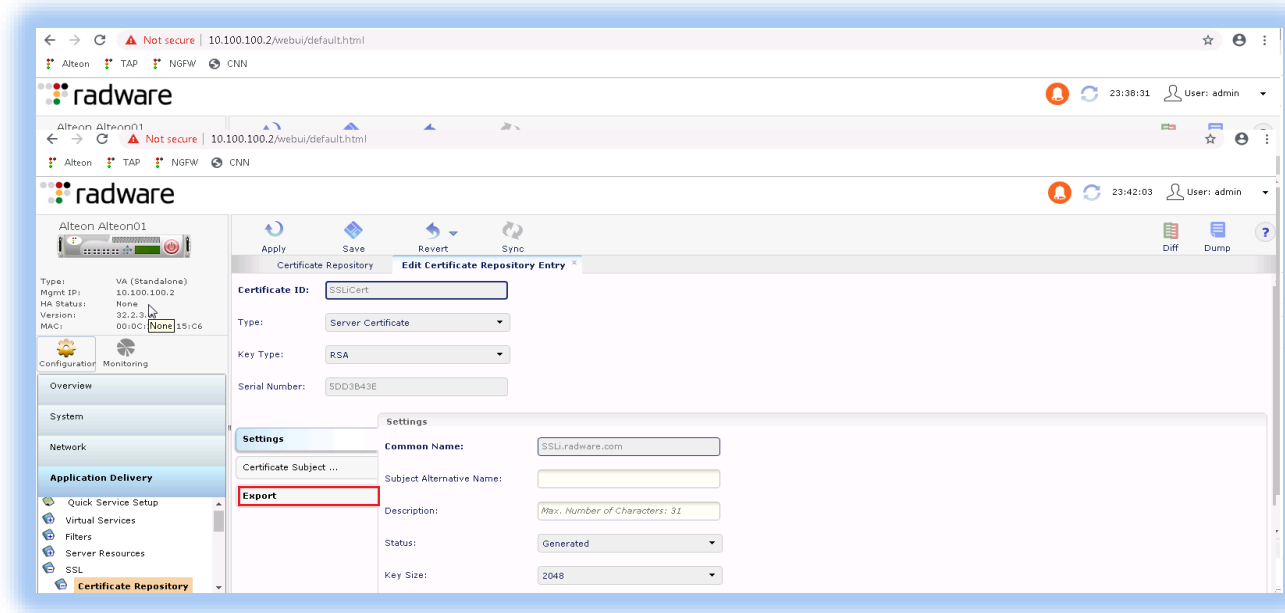 Not secure | 10.100.100.2/webui/default.html
Alteon TAP NGFW CNN
radware 23:38:31 User: admin
Alteon Alteon01
Not secure | 10.100.100.2/webui/default.html
Alteon TAP NGFW CNN
radware 23:42:03 User: admin
Alteon Alteon01
Apply Save Revert Sync Diff Dump ?
Certificate Repository Edit Certificate Repository Entry ×
Type: VA (Standalone)
Mgmt IP: 10.100.100.2
HA Status: None
Version: 32.2.3.
MAC: 00:0C: None 15:C6
Configuration Monitoring
Overview
System
Network
Application Delivery
Quick Service Setup
Virtual Services
Filters
Server Resources
SSL
Certificate Repository
Certificate ID: SSLiCert
Type: Server Certificate
Key Type: RSA
Serial Number: 5DD3B43E
Settings
Certificate Subject ...
Export
Settings
Common Name: SSLi.radware.com
Subject Alternative Name:
Description: Max. Number of Characters: 31
Status: Generated
Key Size: 2048